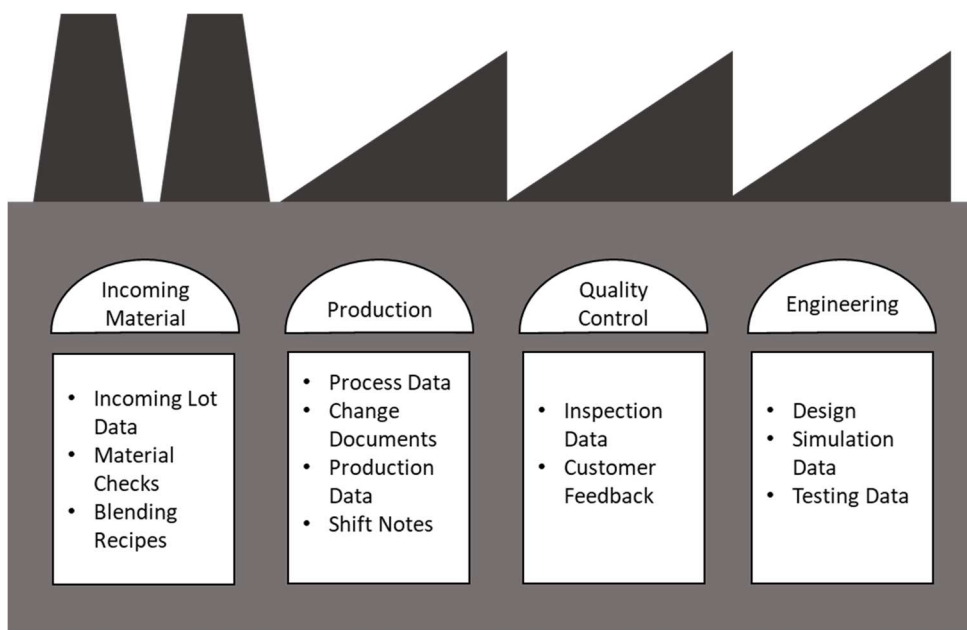 Incoming
Material
• Incoming Lot
Data
• Material
Checks
• Blending
Recipes
Production
• Process Data
• Change
Documents
• Production
Data
• Shift Notes
Quality
Control
• Inspection
Data
• Customer
Feedback
Engineering
• Design
• Simulation
Data
• Testing Data